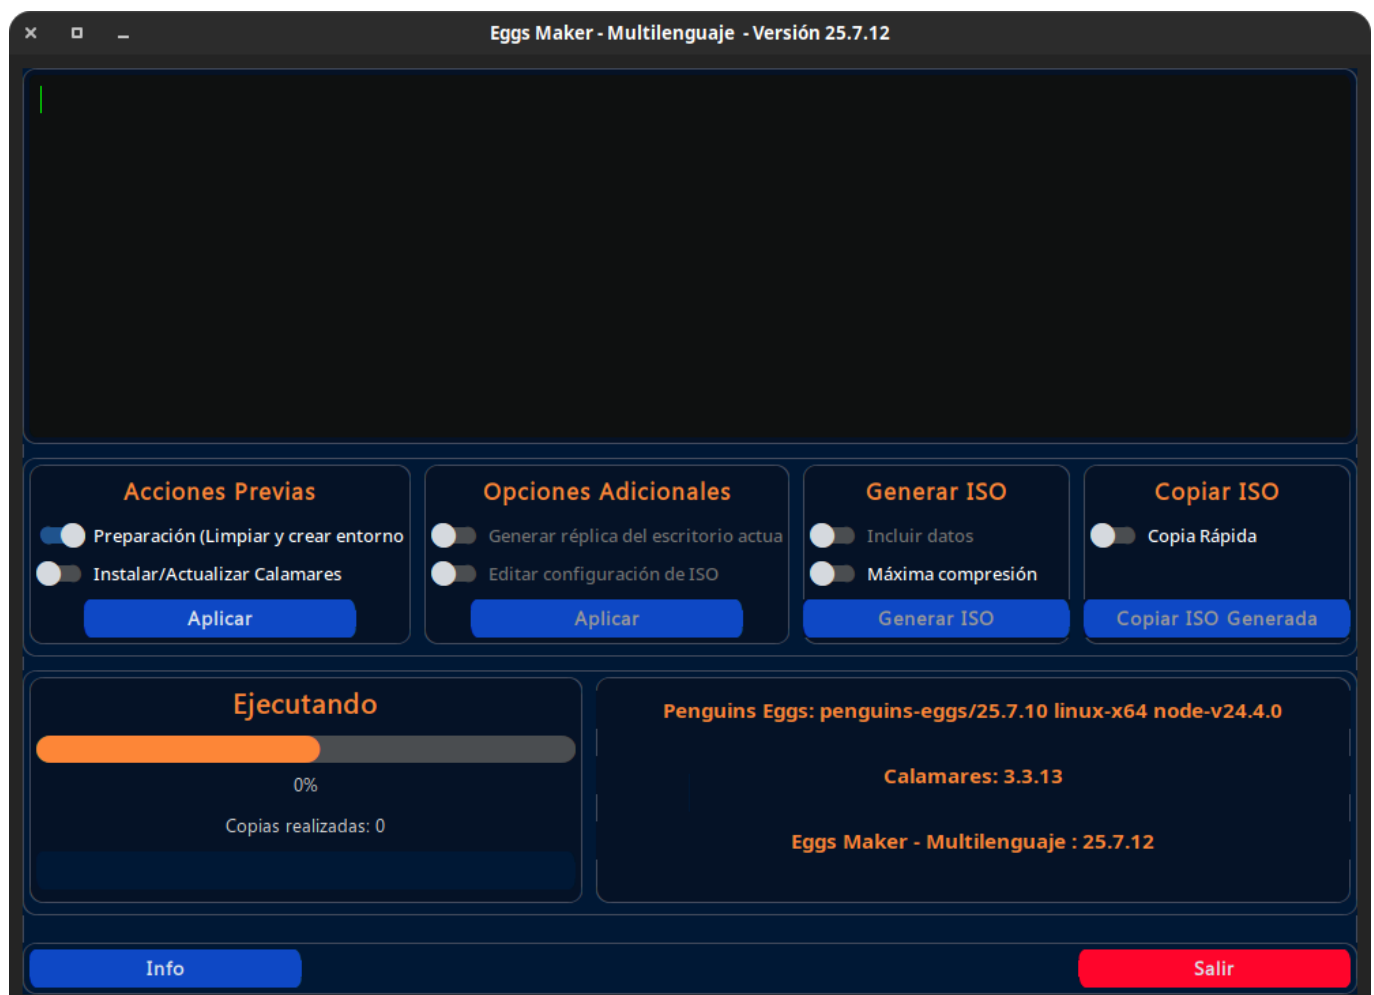 Eggs Maker - Multilenguaje - Versión 25.7.12
Acciones Previas
Preparación (Limpiar y crear entorno
Instalar/Actualizar Calamares
Aplicar
Opciones Adicionales
Generar réplica del escritorio actua
Editar configuración de ISO
Aplicar
Generar ISO
Incluir datos
Máxima compresión
Generar ISO
Copiar ISO
Copia Rápida
Copiar ISO Generada
Ejecutando
0%
Copias realizadas: 0
Penguins Eggs: penguins-eggs/25.7.10 linux-x64 node-v24.4.0
Calamares: 3.3.13
Eggs Maker - Multilenguaje : 25.7.12
Info
Salir